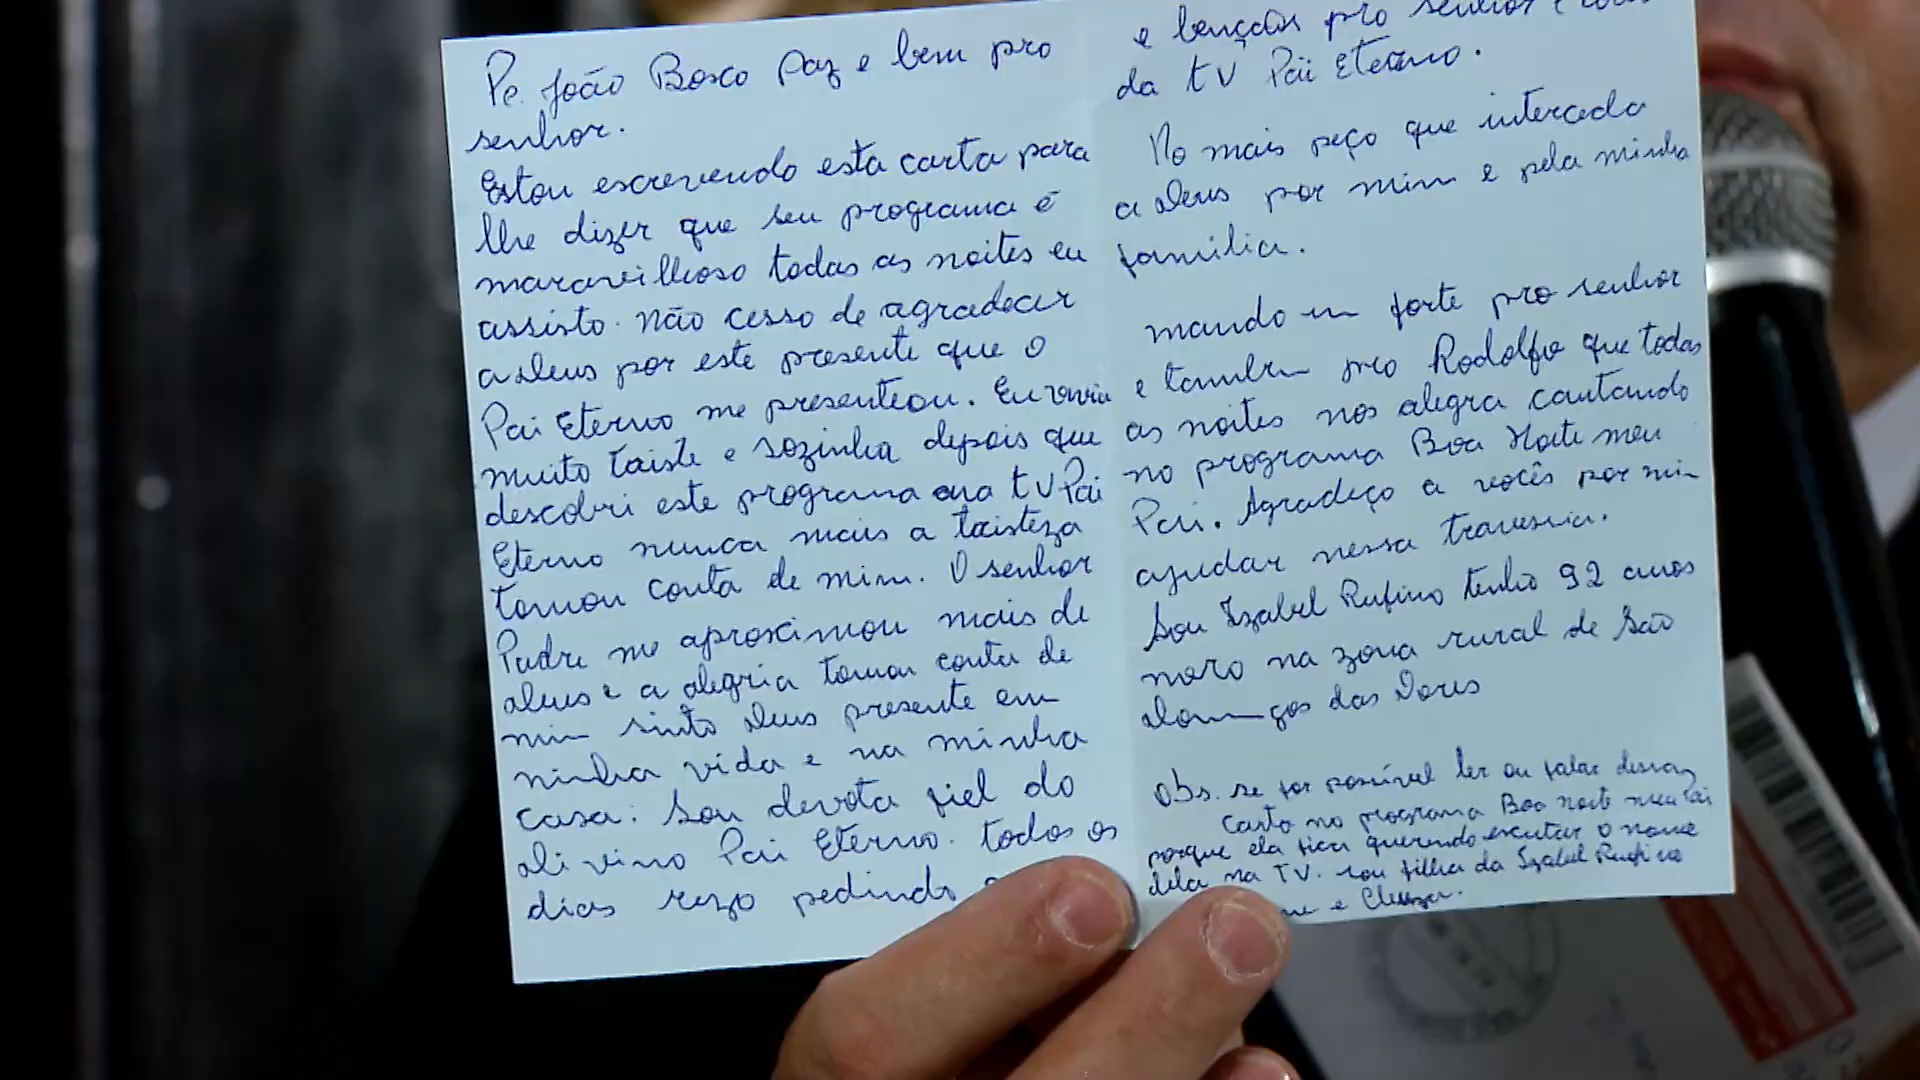 Pe. João Bosco Paz e bem pro
senhor.
Estou escrevendo esta carta para
lhe dizer que seu programa é
maravilhoso todas as noites eu
assisto. não cesso de agradecer
a Deus por este presente que o
Pai Eterno me presenteou. Eu vivia
muito triste e sozinha depois que
descobri este programa na tv Pai
Eterno nunca mais a tristeza
tomou conta de mim. O senhor
Padre me aproximou mais de
Deus e a alegria tomou conta de
mim sinto Deus presente em
minha vida e na minha
casa. Sou devota fiel do
divino Pai Eterno. todos os
dias rezo pedindo
e bençãos pro senhor e
da tv Pai Eterno.
No mais peço que interceda
a Deus por mim e pela minha
família.
mando um forte pro senhor
e também pro Rodolfo que todas
as noites nos alegra cantando
no programa Boa Noite meu
Pai. Agradeço a vocês por mim
ajudar nessa travessia.
Sou Izabel Rufino tenho 92 anos
moro na zona rural de São
Domingos das Dores
Obs. se for possível ler ou falar dessa
carta no programa Boa noite meu Pai
porque ela fica querendo escutar o nome
dela na TV. sou filha da Izabel Rufino
me e Cleuza.